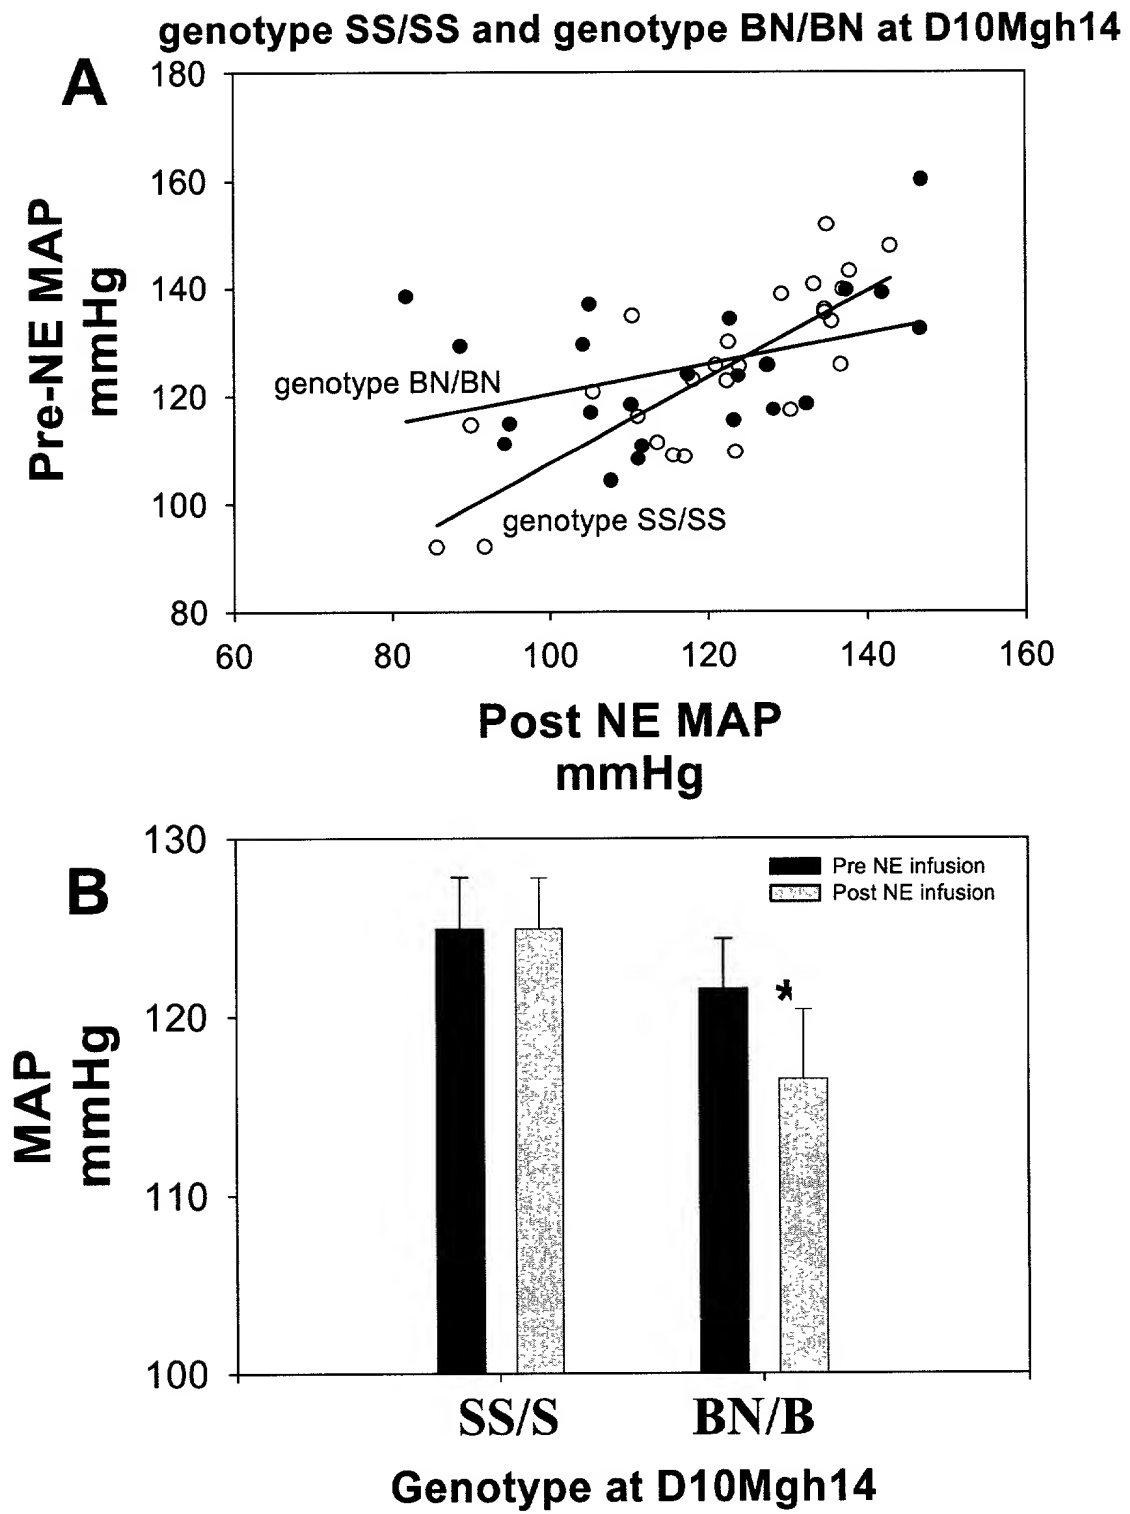 genotype SS/SS and genotype BN/BN at D10Mgh14
A
180
160
140
120
100
80
Pre-NE MAP
mmHg
genotype BN/BN
genotype SS/SS
60
80
100
120
140
160
Post NE MAP
mmHg
B
130
120
110
100
MAP
mmHg
Pre NE infusion
Post NE infusion
*
SS/S
BN/B
Genotype at D10Mgh14